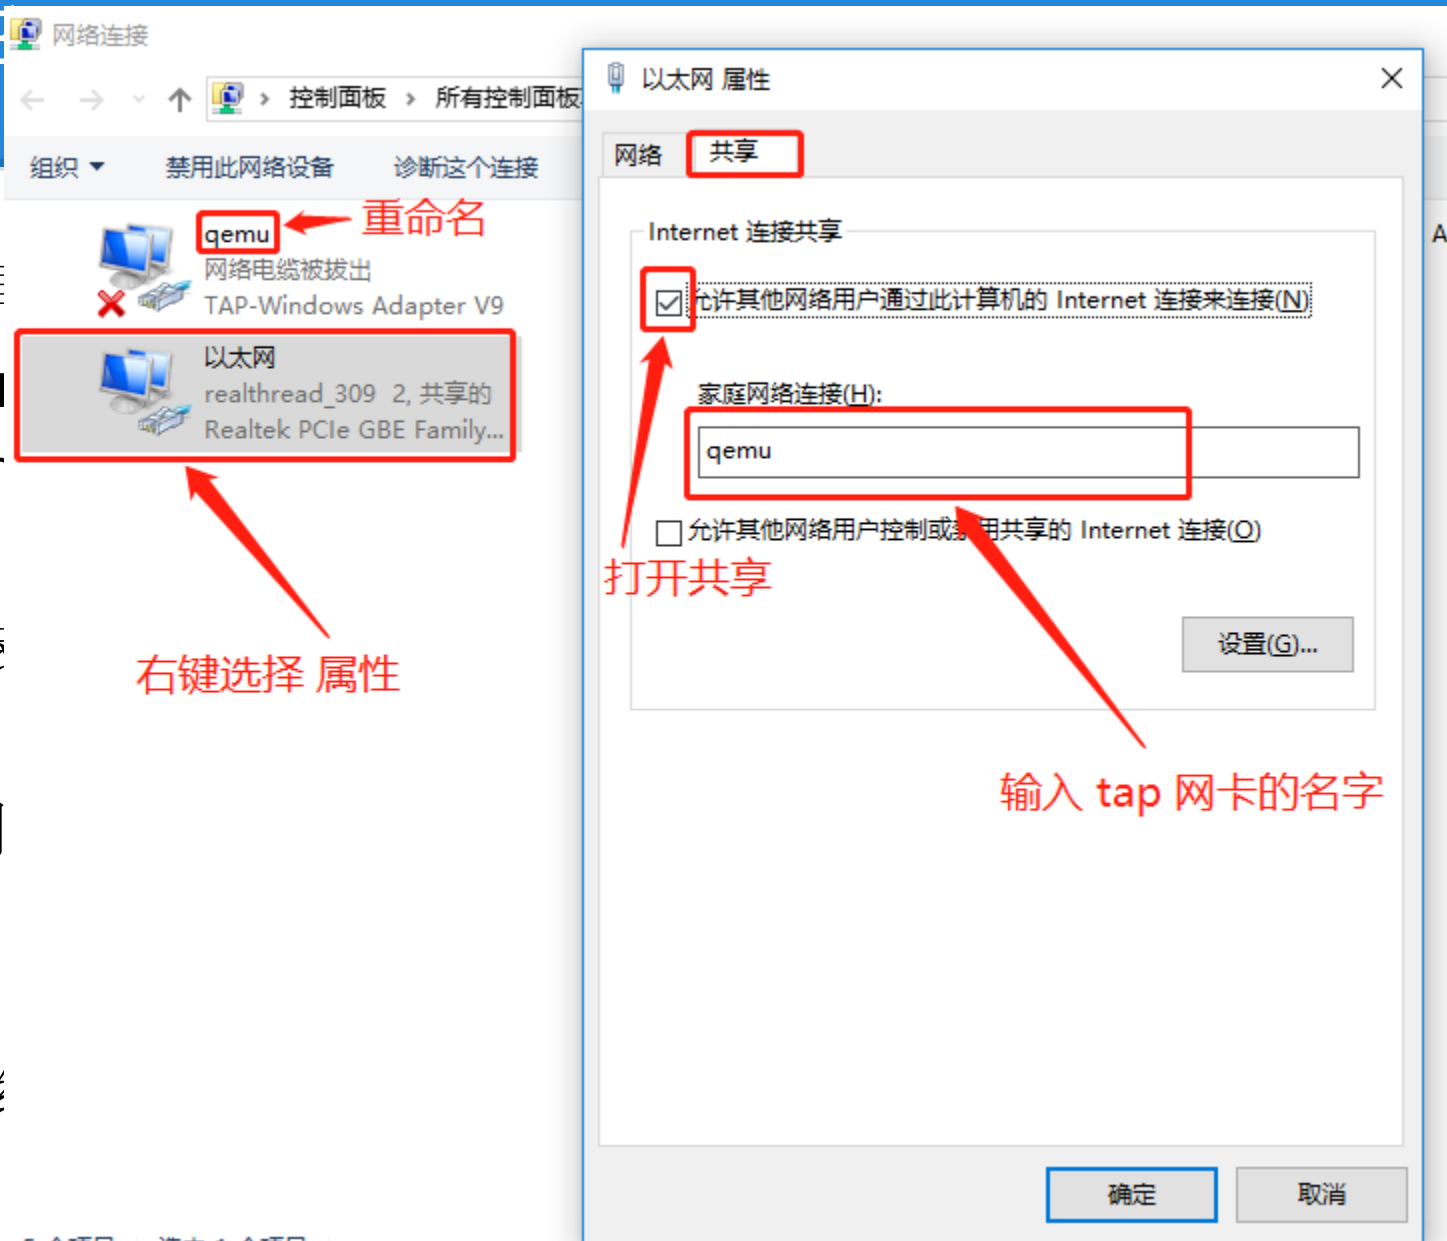 网络连接
控制面板
所有控制面板
组织
禁用此网络设备
诊断这个连接
qemu
重命名
网络电缆被拔出
TAP-Windows Adapter V9
以太网
realthread_309 2, 共享的
Realtek PCIe GBE Family...
右键选择 属性
以太网 属性
网络
共享
Internet 连接共享
允许其他网络用户通过此计算机的 Internet 连接来连接(N)
家庭网络连接(H):
qemu
允许其他网络用户控制或禁用共享的 Internet 连接(O)
打开共享
设置(G)...
输入 tap 网卡的名字
确定
取消